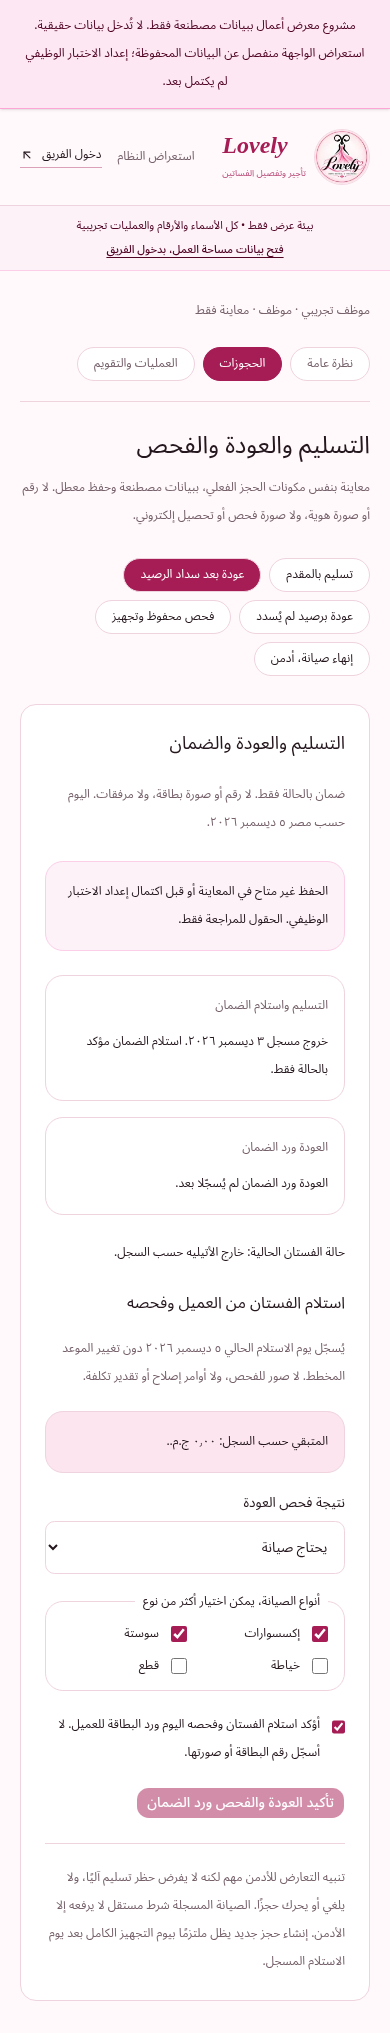 مشروع معرض أعمال ببيانات مصطنعة فقط. لا تُدخل بيانات حقيقية.
استعراض الواجهة منفصل عن البيانات المحفوظة؛ إعداد الاختبار الوظيفي
لم يكتمل بعد.
Lovely
تأجير وتفصيل الفساتين
Lovely
استعراض النظام
دخول الفريق
بيئة عرض فقط • كل الأسماء والأرقام والعمليات تجريبية
فتح بيانات مساحة العمل، بدخول الفريق
موظف تجريبي · موظف · معاينة فقط
نظرة عامة
الحجوزات
العمليات والتقويم
التسليم والعودة والفحص
معاينة بنفس مكونات الحجز الفعلي، ببيانات مصطنعة وحفظ معطل. لا رقم
أو صورة هوية، ولا صورة فحص أو تحصيل إلكتروني.
تسليم بالمقدم
عودة بعد سداد الرصيد
عودة برصيد لم يُسدد
فحص محفوظ وتجهيز
إنهاء صيانة، أدمن
التسليم والعودة والضمان
ضمان بالحالة فقط. لا رقم أو صورة بطاقة، ولا مرفقات. اليوم
حسب مصر ٥ ديسمبر ٢٠٢٦.
الحفظ غير متاح في المعاينة أو قبل اكتمال إعداد الاختبار
الوظيفي. الحقول للمراجعة فقط.
التسليم واستلام الضمان
خروج مسجل ٣ ديسمبر ٢٠٢٦. استلام الضمان مؤكد
بالحالة فقط.
العودة ورد الضمان
العودة ورد الضمان لم يُسجّلا بعد.
حالة الفستان الحالية: خارج الأتيليه حسب السجل.
استلام الفستان من العميل وفحصه
يُسجّل يوم الاستلام الحالي ٥ ديسمبر ٢٠٢٦ دون تغيير الموعد
المخطط. لا صور للفحص، ولا أوامر إصلاح أو تقدير تكلفة.
المتبقي حسب السجل: ٠٫٠٠ ج.م..
نتيجة فحص العودة
يحتاج صيانة
أنواع الصيانة، يمكن اختيار أكثر من نوع
إكسسوارات
سوستة
خياطة
قطع
أؤكد استلام الفستان وفحصه اليوم ورد البطاقة للعميل. لا
أسجّل رقم البطاقة أو صورتها.
تأكيد العودة والفحص ورد الضمان
تنبيه التعارض للأدمن مهم لكنه لا يفرض حظر تسليم آليًا، ولا
يلغي أو يحرك حجزًا. الصيانة المسجلة شرط مستقل لا يرفعه إلا
الأدمن. إنشاء حجز جديد يظل ملتزمًا بيوم التجهيز الكامل بعد يوم
الاستلام المسجل.